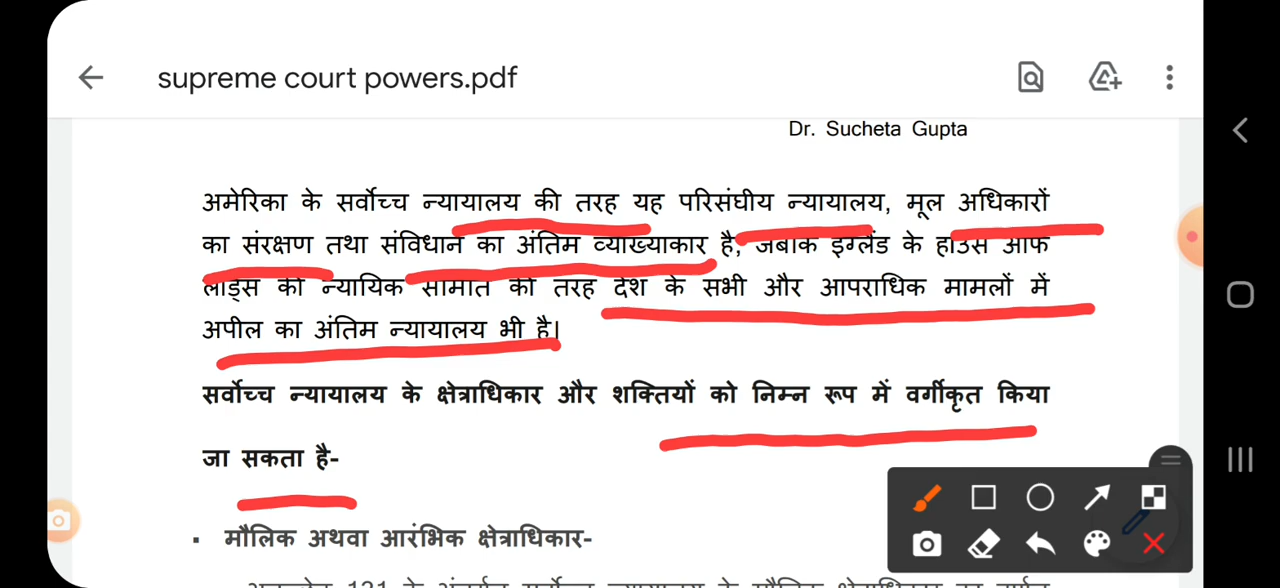 supreme court powers.pdf
Dr. Sucheta Gupta
अमेरिका के सर्वोच्च न्यायालय की तरह यह परिसंघीय न्यायालय, मूल अधिकारों
का संरक्षण तथा संविधान का अंतिम व्याख्याकार है, जबकि इंग्लैंड के हाउस ऑफ
लार्ड्स की न्यायिक समिति की तरह देश के सभी और आपराधिक मामलों में
अपील का अंतिम न्यायालय भी है।
सर्वोच्च न्यायालय के क्षेत्राधिकार और शक्तियों को निम्न रूप में वर्गीकृत किया
जा सकता है-
▪ मौलिक अथवा आरंभिक क्षेत्राधिकार-